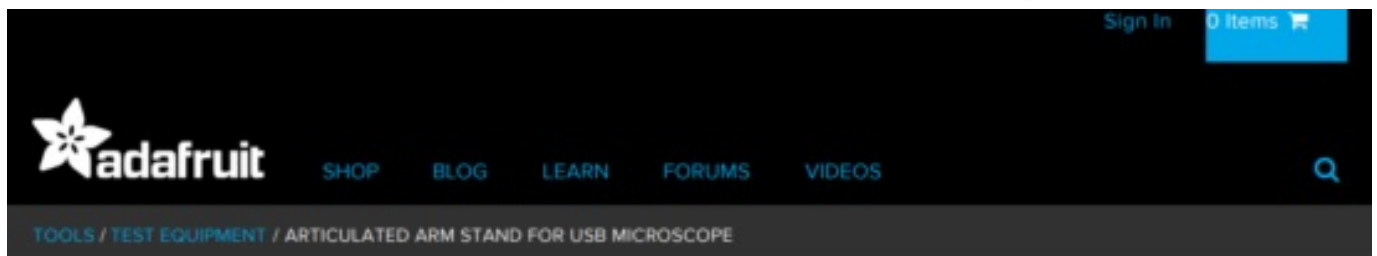 Sign In 0 Items
adafruit SHOP BLOG LEARN FORUMS VIDEOS
TOOLS / TEST EQUIPMENT / ARTICULATED ARM STAND FOR USB MICROSCOPE